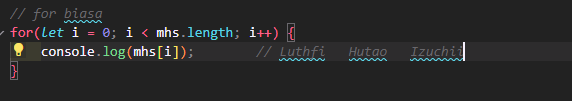 // for biasa
for(let i = 0; i < mhs.length; i++) {
    console.log(mhs[i]);         // Luthfi   Hutao   Izuchii
}